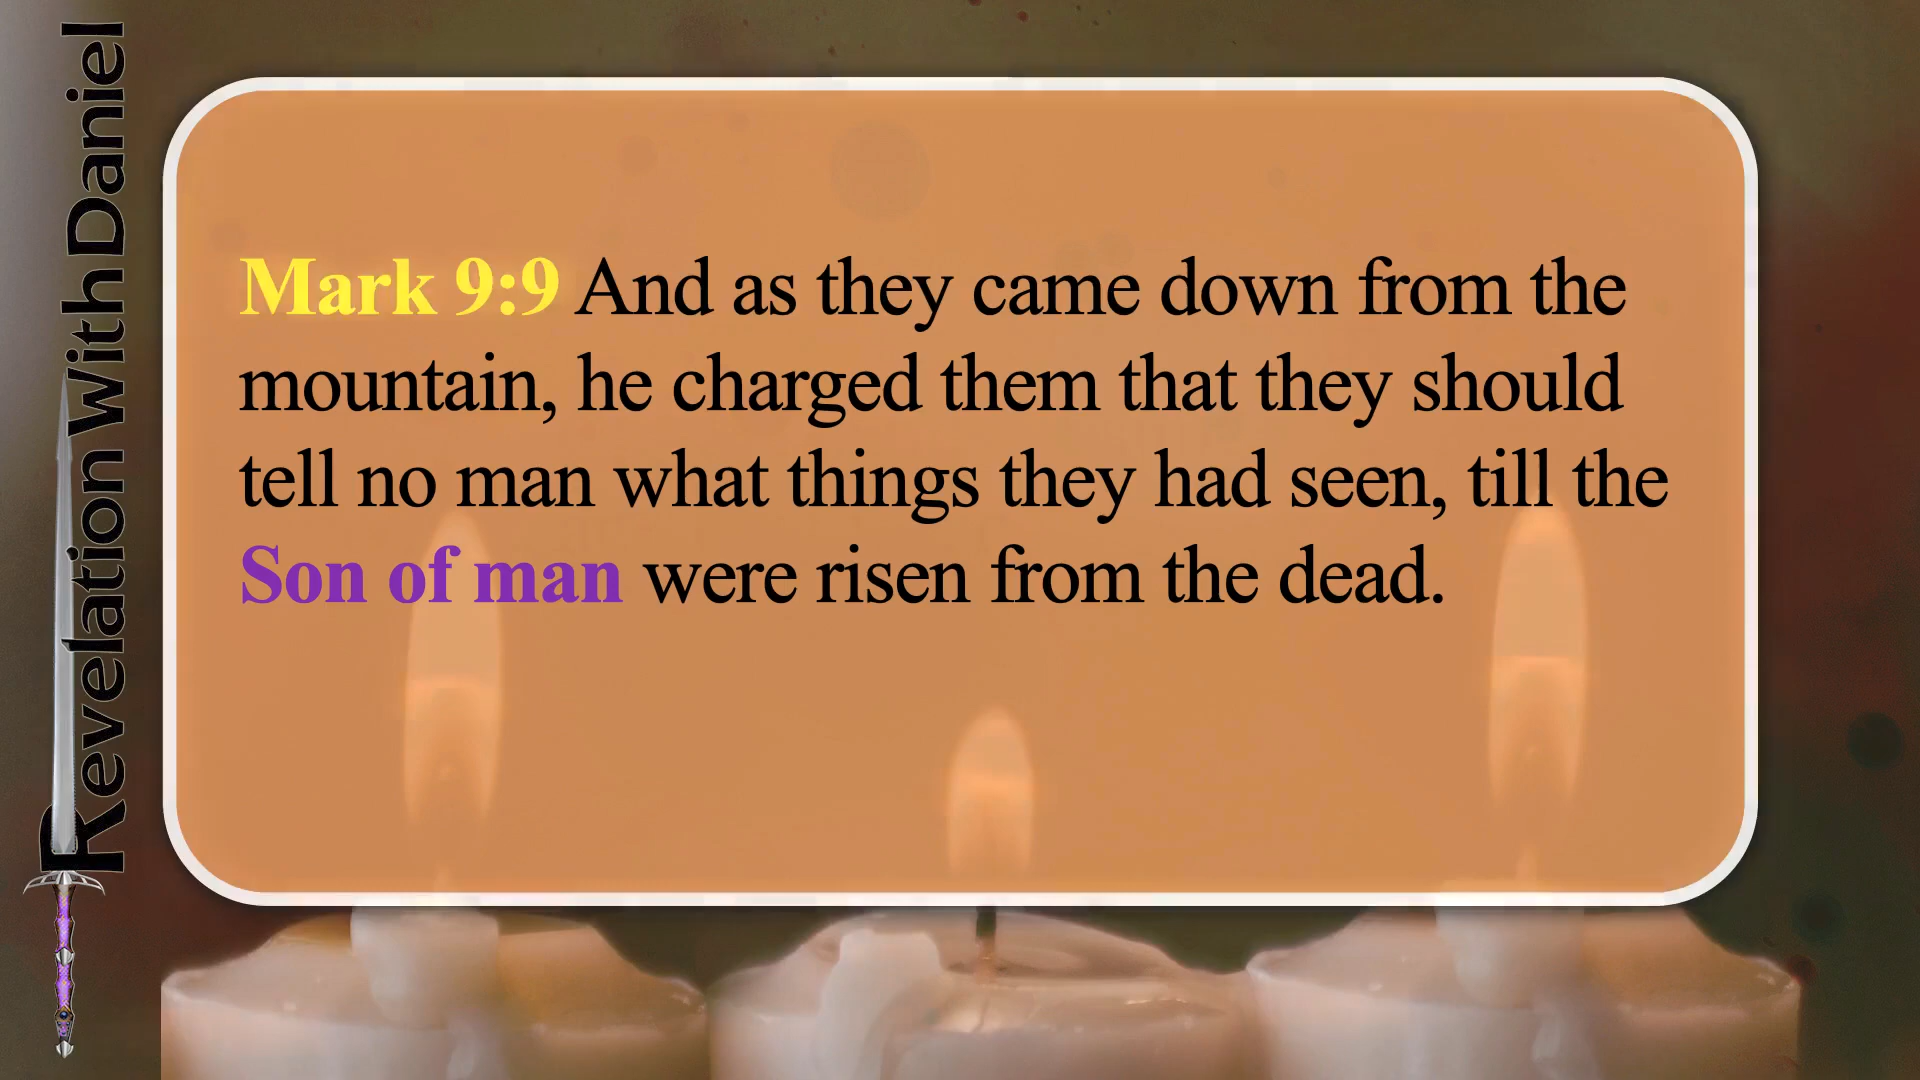 Revelation With Daniel
Mark 9:9 And as they came down from the
mountain, he charged them that they should
tell no man what things they had seen, till the
Son of man were risen from the dead.